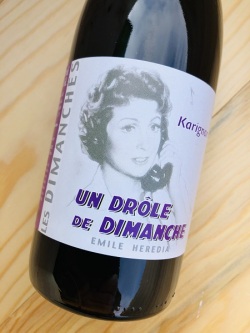 LES DIMANCHES
Karigna
UN DRÔLE
DE DIMANCHE
EMILE HEREDIA